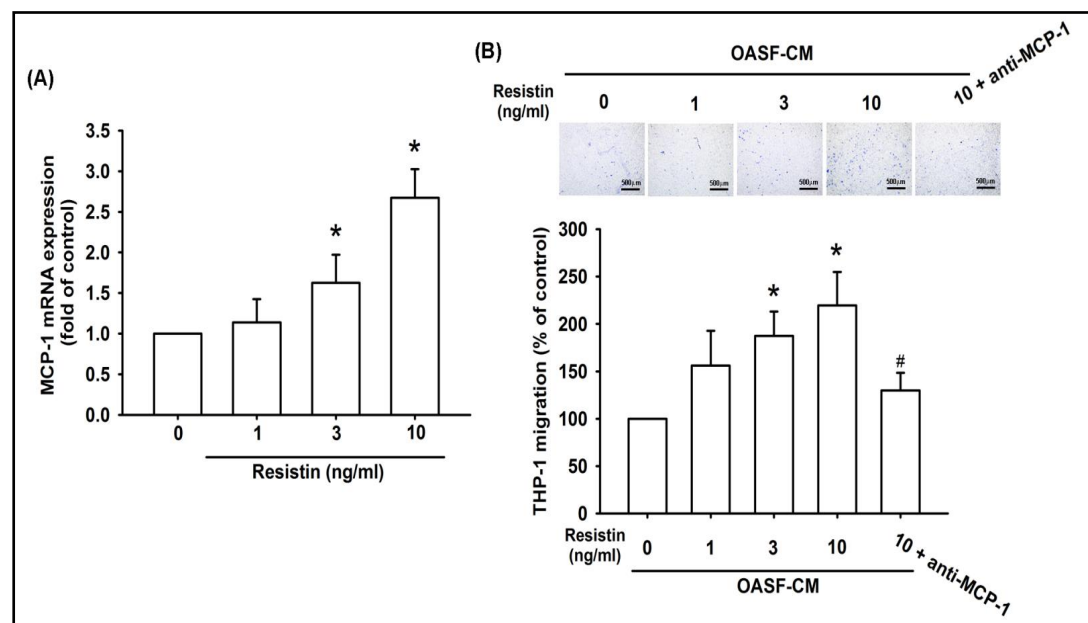 (A)
MCP-1 mRNA expression
(fold of control)
3.5
3.0
2.5
2.0
1.5
1.0
0.5
0.0
*
*
0 1 3 10
Resistin (ng/ml)
(B)
OASF-CM
Resistin
(ng/ml)
0 1 3 10 10 + anti-MCP-1
500μm 500μm 500μm 500μm 500μm
THP-1 migration (% of control)
300
250
200
150
100
50
0
*
*
#
Resistin
(ng/ml)
0 1 3 10 10 + anti-MCP-1
OASF-CM